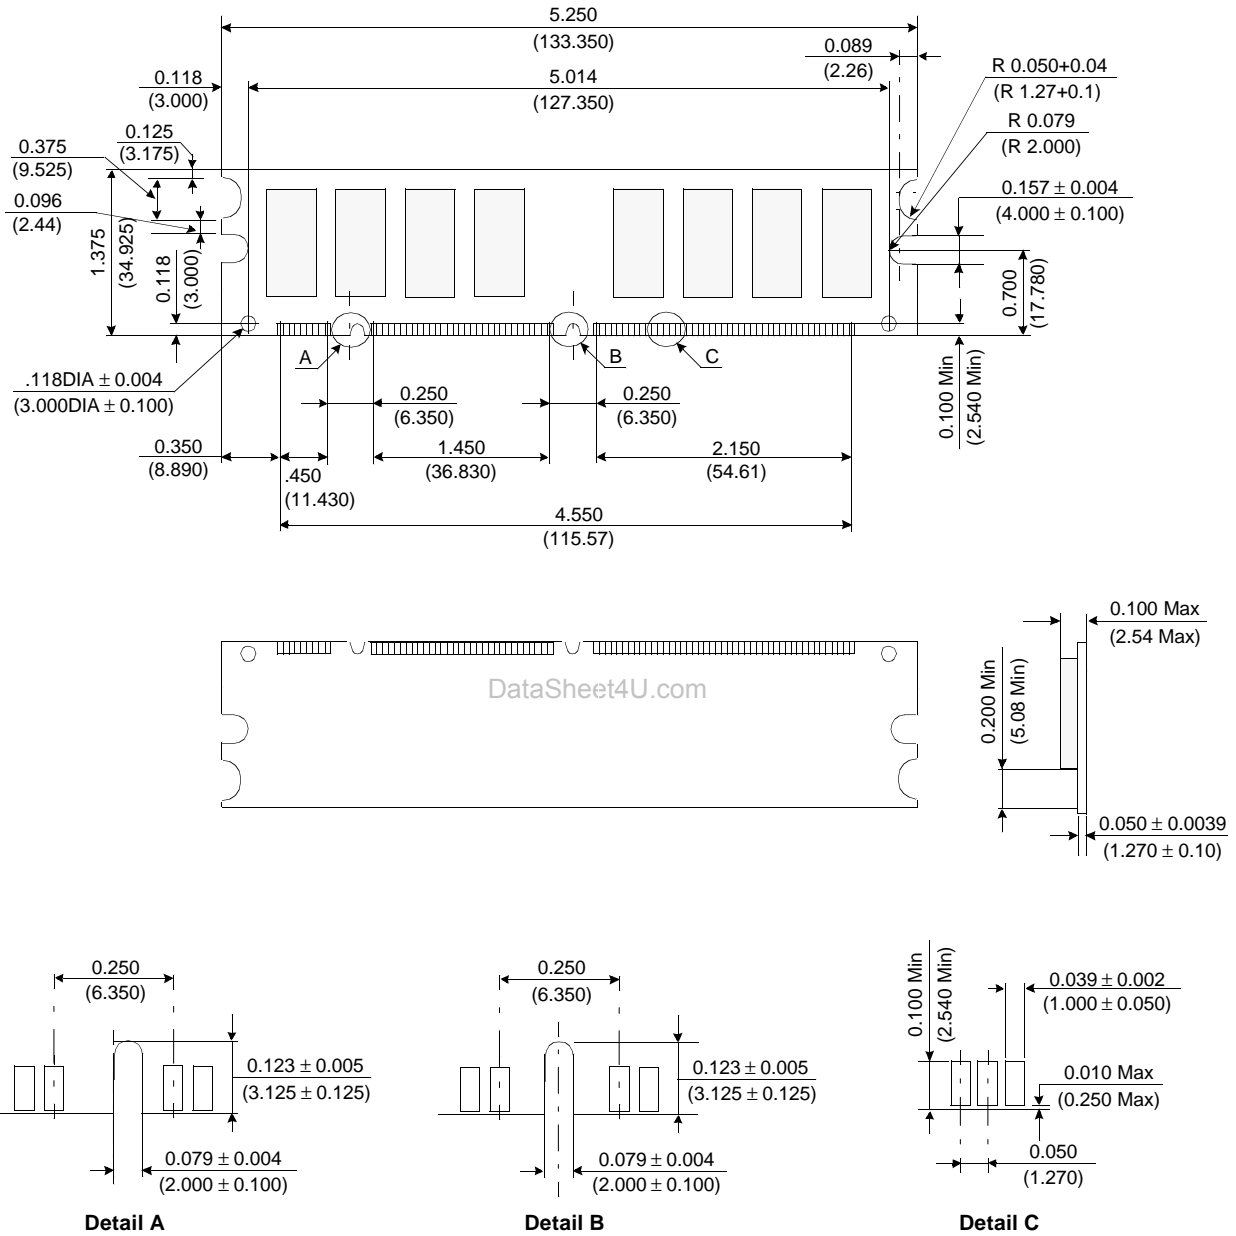 5.250
(133.350)
0.089
(2.26)
R 0.050+0.04
(R 1.27+0.1)
0.118
(3.000)
5.014
(127.350)
R 0.079
(R 2.000)
0.125
(3.175)
0.375
(9.525)
0.157 ± 0.004
(4.000 ± 0.100)
0.096
(2.44)
1.375
(34.925)
0.118
(3.000)
0.700
(17.780)
A
B
C
.118DIA ± 0.004
(3.000DIA ± 0.100)
0.250
(6.350)
0.250
(6.350)
0.100 Min
(2.540 Min)
0.350
(8.890)
.450
(11.430)
1.450
(36.830)
2.150
(54.61)
4.550
(115.57)
0.100 Max
(2.54 Max)
DataSheet4U.com
0.200 Min
(5.08 Min)
0.050 ± 0.0039
(1.270 ± 0.10)
0.250
(6.350)
0.123 ± 0.005
(3.125 ± 0.125)
0.079 ± 0.004
(2.000 ± 0.100)
Detail A
0.250
(6.350)
0.123 ± 0.005
(3.125 ± 0.125)
0.079 ± 0.004
(2.000 ± 0.100)
Detail B
0.100 Min
(2.540 Min)
0.039 ± 0.002
(1.000 ± 0.050)
0.010 Max
(0.250 Max)
0.050
(1.270)
Detail C